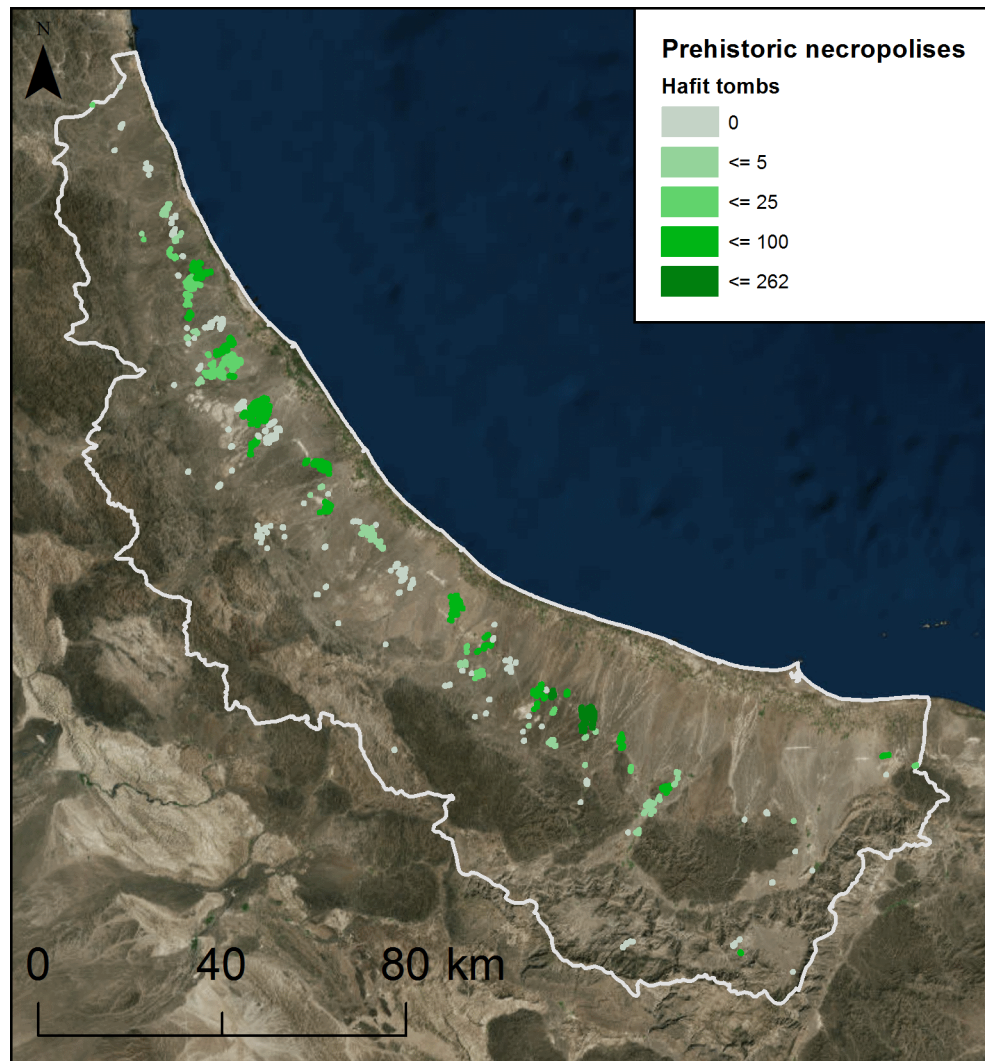 N
Prehistoric necropolises
Hafit tombs
0
<= 5
<= 25
<= 100
<= 262
0 40 80 km